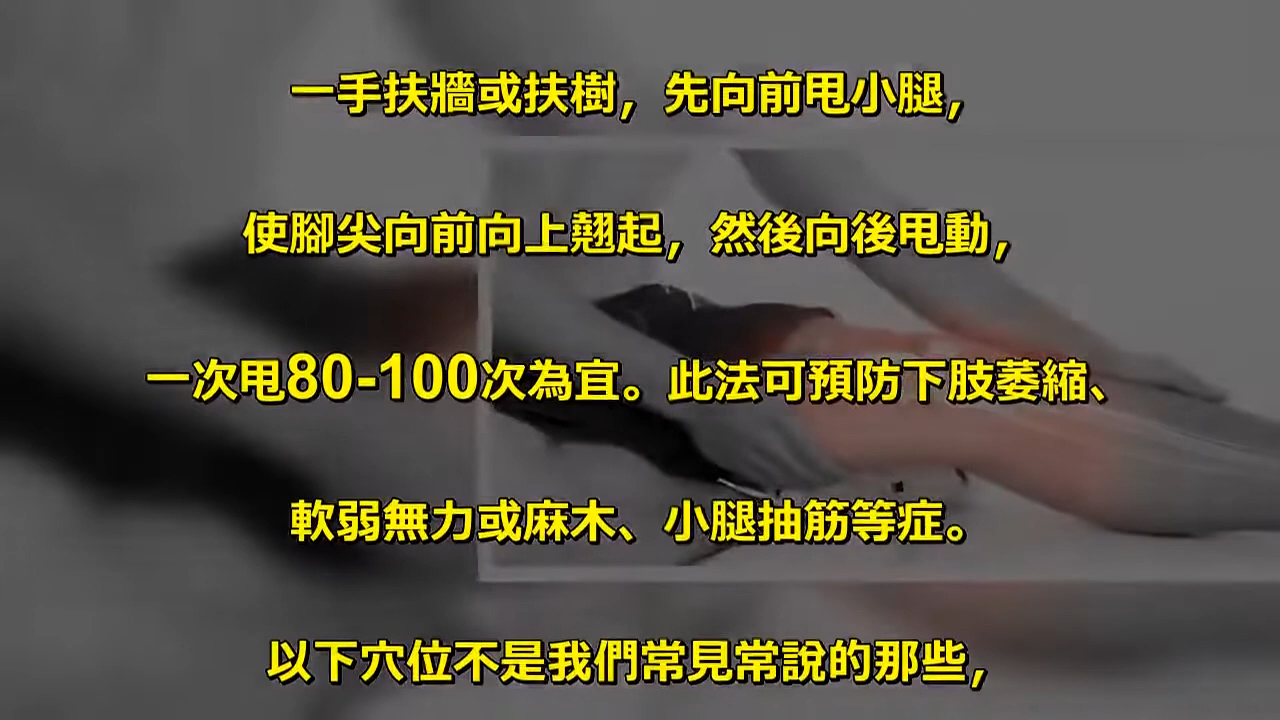 一手扶牆或扶樹，先向前甩小腿，
使腳尖向前向上翹起，然後向後甩動，
一次甩80-100次為宜。此法可預防下肢萎縮、
軟弱無力或麻木、小腿抽筋等症。
以下穴位不是我們常見常說的那些，